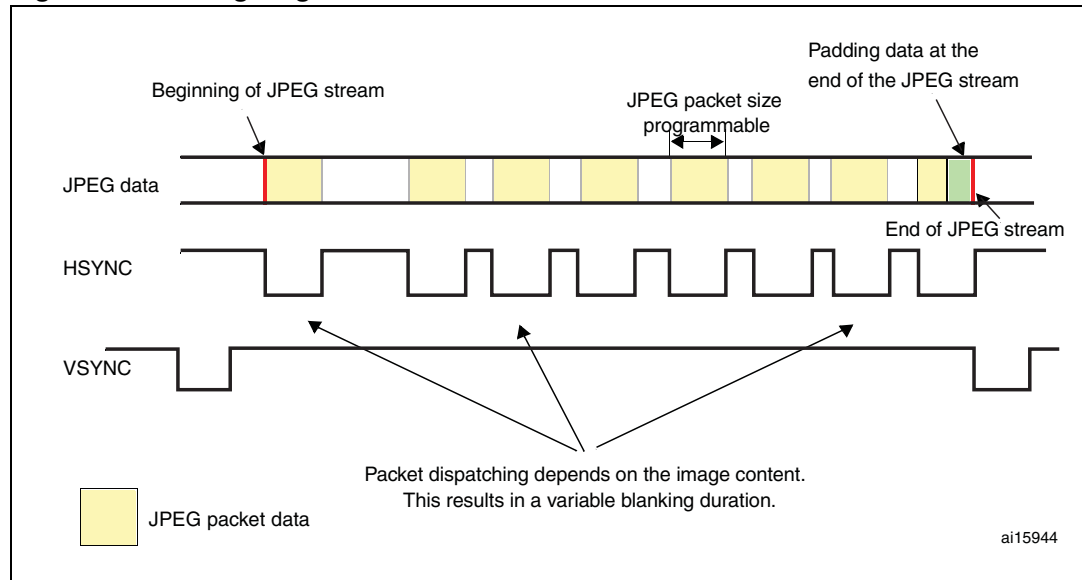 Padding data at the
end of the JPEG stream
Beginning of JPEG stream
JPEG packet size
programmable
JPEG data
End of JPEG stream
HSYNC
VSYNC
Packet dispatching depends on the image content.
This results in a variable blanking duration.
JPEG packet data
ai15944